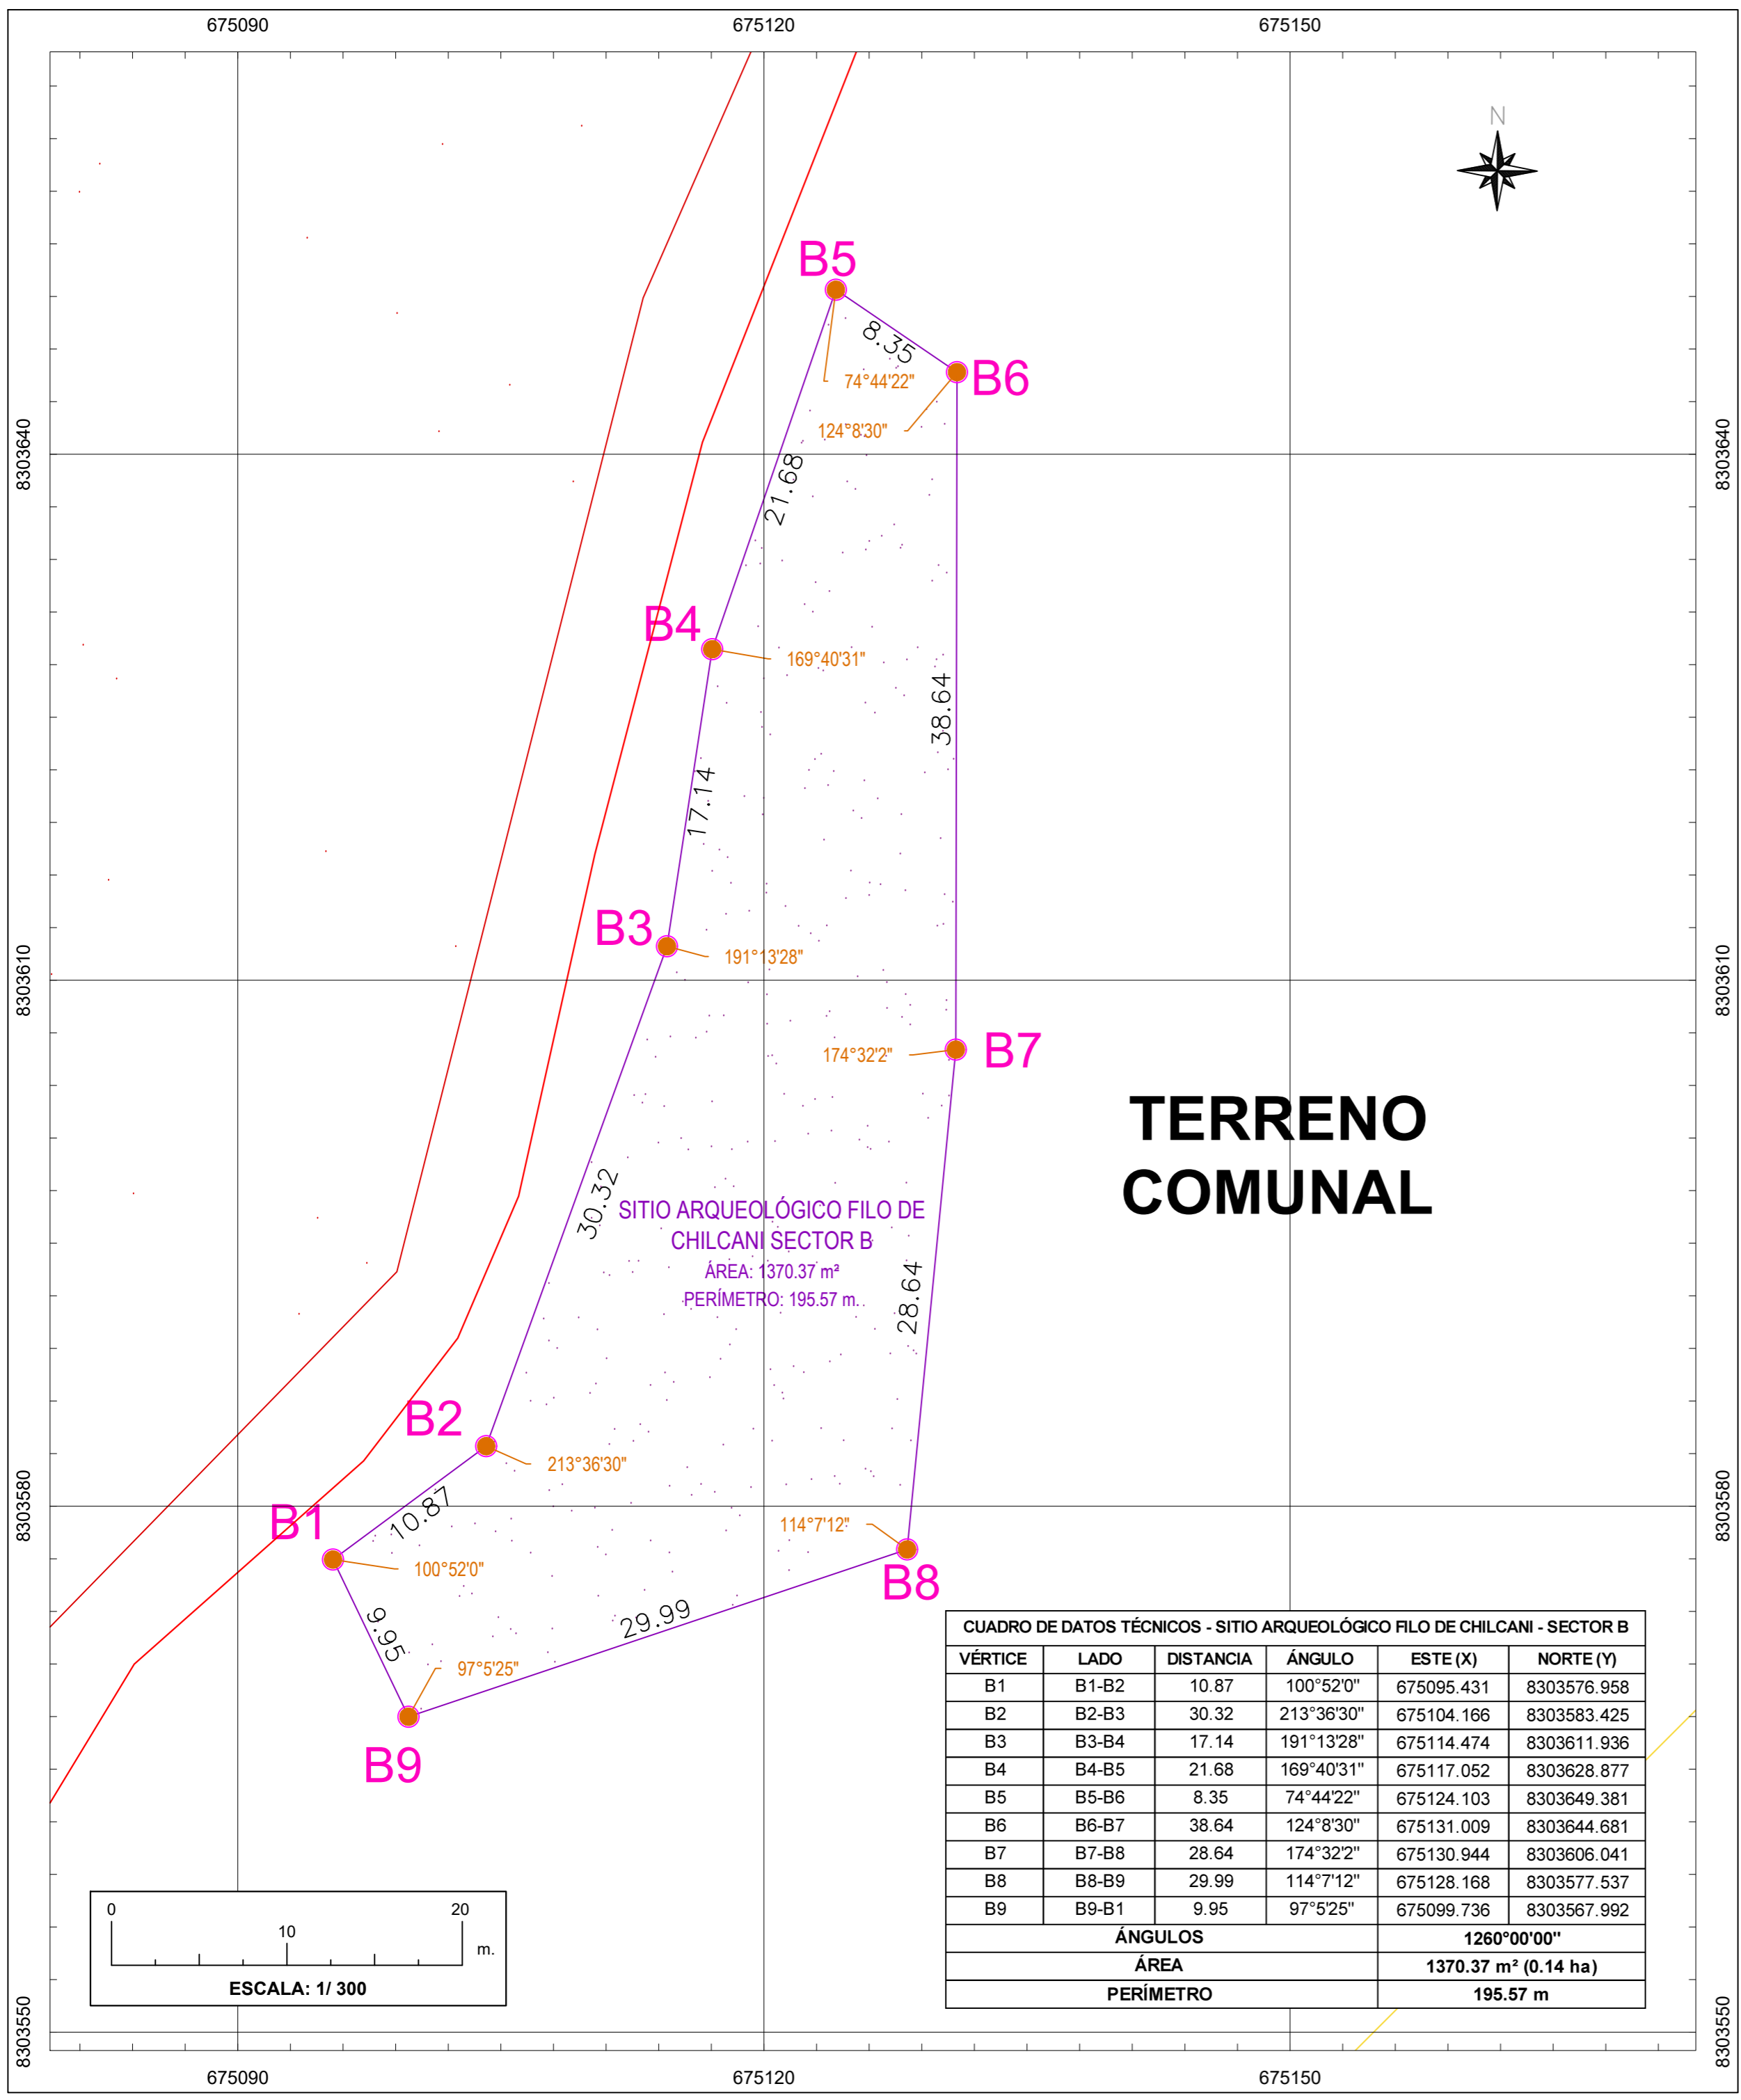 675090 675120 675150
N
B5
8.35
B6
74°44'22"
124°8'30"
8303640 8303640
21.68
B4
169°40'31"
38.64
17.14
B3
191°13'28"
8303610 8303610
174°32'2"
B7
TERRENO
COMUNAL
30.32
SITIO ARQUEOLÓGICO FILO DE
CHILCANI SECTOR B
ÁREA: 1370.37 m²
PERÍMETRO: 195.57 m.
28.64
B2
213°36'30"
10.87
8303580 8303580
B1
114°7'12"
100°52'0"
B8
9.95
29.99
97°5'25"
B9
CUADRO DE DATOS TÉCNICOS - SITIO ARQUEOLÓGICO FILO DE CHILCANI - SECTOR B
VÉRTICE LADO DISTANCIA ÁNGULO ESTE (X) NORTE (Y)
B1 B1-B2 10.87 100°52'0" 675095.431 8303576.958
B2 B2-B3 30.32 213°36'30" 675104.166 8303583.425
B3 B3-B4 17.14 191°13'28" 675114.474 8303611.936
B4 B4-B5 21.68 169°40'31" 675117.052 8303628.877
B5 B5-B6 8.35 74°44'22" 675124.103 8303649.381
B6 B6-B7 38.64 124°8'30" 675131.009 8303644.681
B7 B7-B8 28.64 174°32'2" 675130.944 8303606.041
B8 B8-B9 29.99 114°7'12" 675128.168 8303577.537
B9 B9-B1 9.95 97°5'25" 675099.736 8303567.992
ÁNGULOS 1260°00'00"
ÁREA 1370.37 m² (0.14 ha)
PERÍMETRO 195.57 m
0 20
10
m.
ESCALA: 1/ 300
8303550 8303550
675090 675120 675150